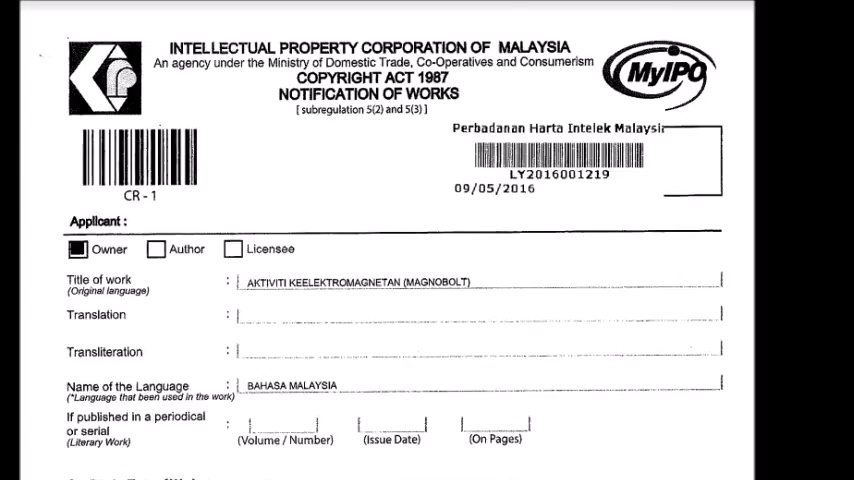 INTELLECTUAL PROPERTY CORPORATION OF MALAYSIA
An agency under the Ministry of Domestic Trade, Co-Operatives and Consumerism
COPYRIGHT ACT 1987
NOTIFICATION OF WORKS
[ subregulation 5(2) and 5(3) ]
MyIPO
Perbadanan Harta Intelek Malaysi
LY2016001219
09/05/2016
CR - 1
Applicant :
Owner Author Licensee
Title of work : AKTIVITI KEELEKTROMAGNETAN (MAGNOBOLT)
(Original language)
Translation :
Transliteration :
Name of the Language : BAHASA MALAYSIA
(*Language that been used in the work)
If published in a periodical
or serial :
(Literary Work) (Volume / Number) (Issue Date) (On Pages)